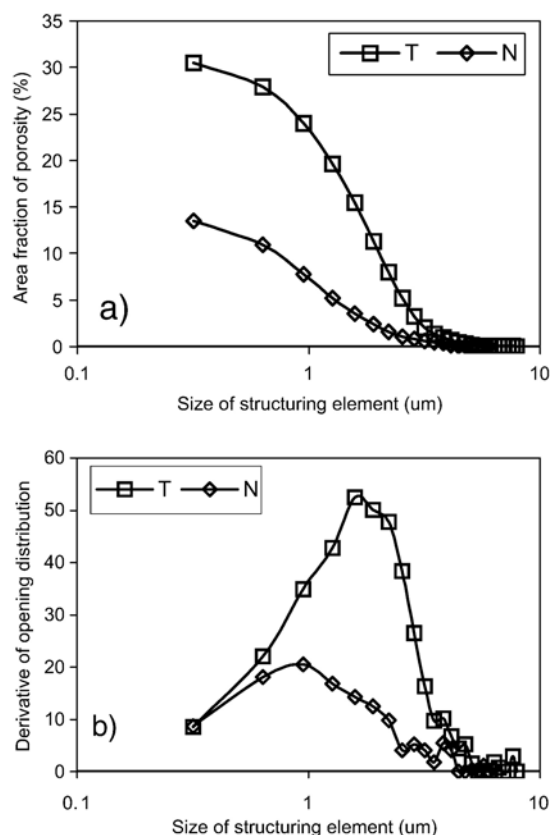 35
30
25
20
15
10
5
0
Area fraction of porosity (%)
T N
a)
0.1 1 10
Size of structuring element (um)
60
50
40
30
20
10
0
Derivative of opening distribution
T N
b)
0.1 1 10
Size of structuring element (um)